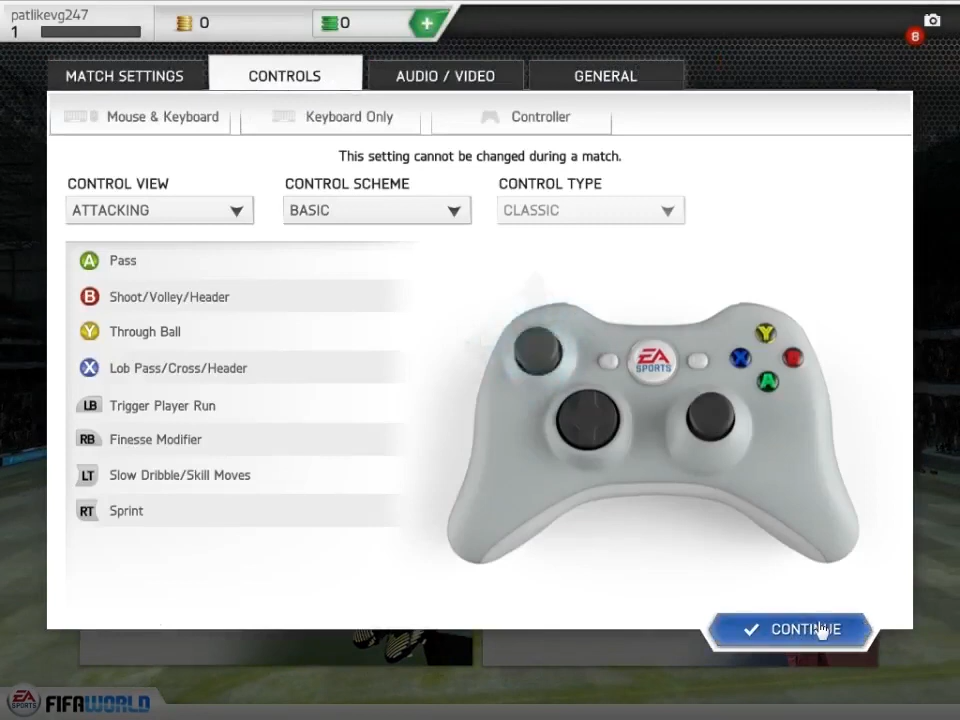 patlikevg247
1
0
0
8
MATCH SETTINGS
CONTROLS
AUDIO / VIDEO
GENERAL
Mouse & Keyboard
Keyboard Only
Controller
This setting cannot be changed during a match.
CONTROL VIEW
CONTROL SCHEME
CONTROL TYPE
ATTACKING
BASIC
CLASSIC
A Pass
B Shoot/Volley/Header
Y Through Ball
X Lob Pass/Cross/Header
LB Trigger Player Run
RB Finesse Modifier
LT Slow Dribble/Skill Moves
RT Sprint
Y
X
B
A
EA
SPORTS
CONTINUE
EA SPORTS FIFAWORLD